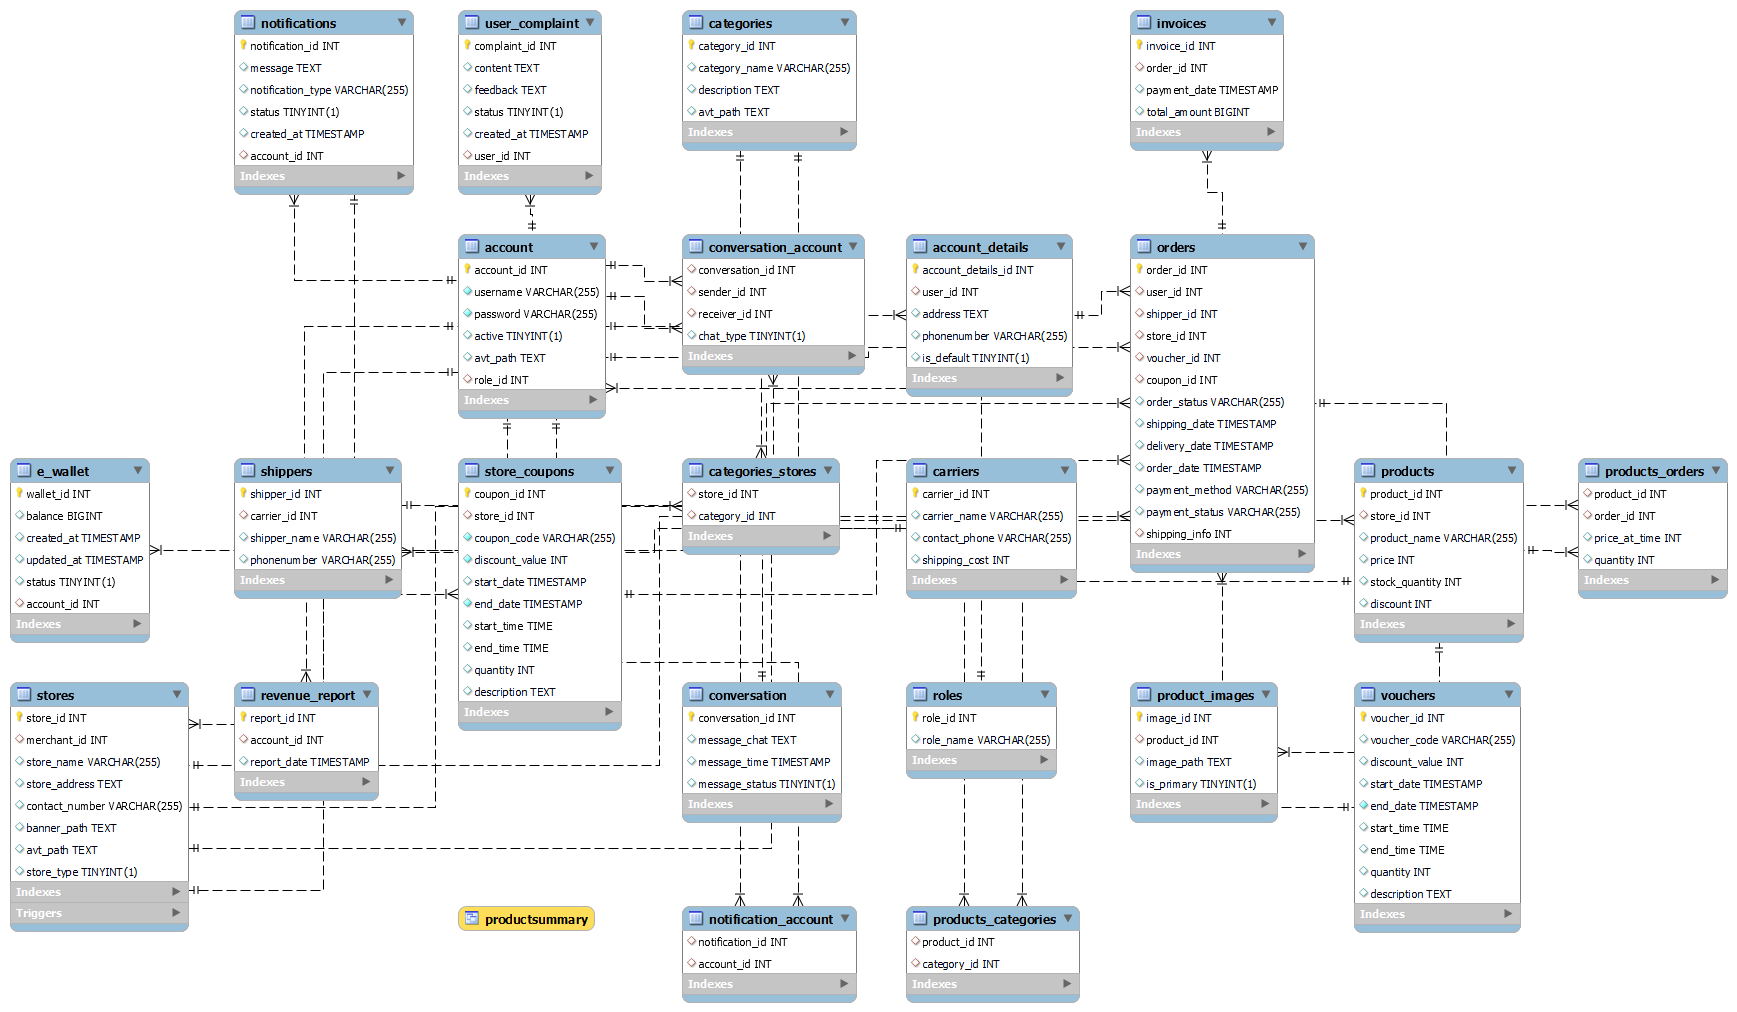 notifications
notification_id INT
message TEXT
notification_type VARCHAR(255)
status TINYINT(1)
created_at TIMESTAMP
account_id INT
Indexes
user_complaint
complaint_id INT
content TEXT
feedback TEXT
status TINYINT(1)
created_at TIMESTAMP
user_id INT
Indexes
categories
category_id INT
category_name VARCHAR(255)
description TEXT
avt_path TEXT
Indexes
invoices
invoice_id INT
order_id INT
payment_date TIMESTAMP
total_amount BIGINT
Indexes
account
account_id INT
username VARCHAR(255)
password VARCHAR(255)
active TINYINT(1)
avt_path TEXT
role_id INT
Indexes
conversation_account
conversation_id INT
sender_id INT
receiver_id INT
chat_type TINYINT(1)
Indexes
account_details
account_details_id INT
user_id INT
address TEXT
phonenumber VARCHAR(255)
is_default TINYINT(1)
Indexes
orders
order_id INT
user_id INT
shipper_id INT
store_id INT
voucher_id INT
coupon_id INT
order_status VARCHAR(255)
shipping_date TIMESTAMP
delivery_date TIMESTAMP
order_date TIMESTAMP
payment_method VARCHAR(255)
payment_status VARCHAR(255)
shipping_info INT
Indexes
e_wallet
wallet_id INT
balance BIGINT
created_at TIMESTAMP
updated_at TIMESTAMP
status TINYINT(1)
account_id INT
Indexes
shippers
shipper_id INT
carrier_id INT
shipper_name VARCHAR(255)
phonenumber VARCHAR(255)
Indexes
store_coupons
coupon_id INT
store_id INT
coupon_code VARCHAR(255)
discount_value INT
start_date TIMESTAMP
end_date TIMESTAMP
start_time TIME
end_time TIME
quantity INT
description TEXT
Indexes
categories_stores
store_id INT
category_id INT
Indexes
carriers
carrier_id INT
carrier_name VARCHAR(255)
contact_phone VARCHAR(255)
shipping_cost INT
Indexes
products
product_id INT
store_id INT
product_name VARCHAR(255)
price INT
stock_quantity INT
discount INT
Indexes
products_orders
product_id INT
order_id INT
price_at_time INT
quantity INT
Indexes
stores
store_id INT
merchant_id INT
store_name VARCHAR(255)
store_address TEXT
contact_number VARCHAR(255)
banner_path TEXT
avt_path TEXT
store_type TINYINT(1)
Indexes
Triggers
revenue_report
report_id INT
account_id INT
report_date TIMESTAMP
Indexes
conversation
conversation_id INT
message_chat TEXT
message_time TIMESTAMP
message_status TINYINT(1)
Indexes
roles
role_id INT
role_name VARCHAR(255)
Indexes
product_images
image_id INT
product_id INT
image_path TEXT
is_primary TINYINT(1)
Indexes
vouchers
voucher_id INT
voucher_code VARCHAR(255)
discount_value INT
start_date TIMESTAMP
end_date TIMESTAMP
start_time TIME
end_time TIME
quantity INT
description TEXT
Indexes
productsummary
notification_account
notification_id INT
account_id INT
Indexes
products_categories
product_id INT
category_id INT
Indexes